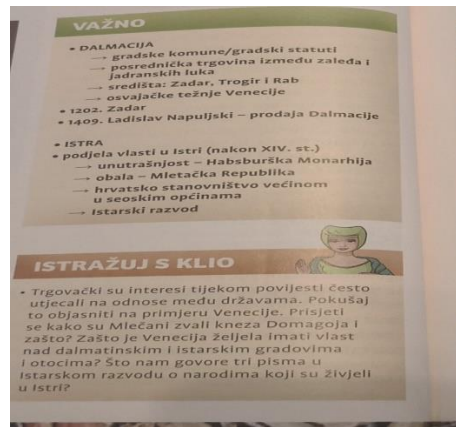 VAŽNO
• DALMACIJA
→ gradske komune/gradski statuti
→ posrednička trgovina između zaleđa i
jadranskih luka
→ središta: Zadar, Trogir i Rab
→ osvajačke težnje Venecije
• 1202. Zadar
• 1409. Ladislav Napuljski – prodaja Dalmacije
• ISTRA
• podjela vlasti u Istri (nakon XIV. st.)
→ unutrašnjost – Habsburška Monarhija
→ obala – Mletačka Republika
→ hrvatsko stanovništvo većinom
u seoskim općinama
→ Istarski razvod
ISTRAŽUJ S KLIO
• Trgovački su interesi tijekom povijesti često
utjecali na odnose među državama. Pokušaj
to objasniti na primjeru Venecije. Prisjeti
se kako su Mlečani zvali kneza Domagoja i
zašto? Zašto je Venecija željela imati vlast
nad dalmatinskim i istarskim gradovima
i otocima? Što nam govore tri pisma u
Istarskom razvodu o narodima koji su živjeli
u Istri?